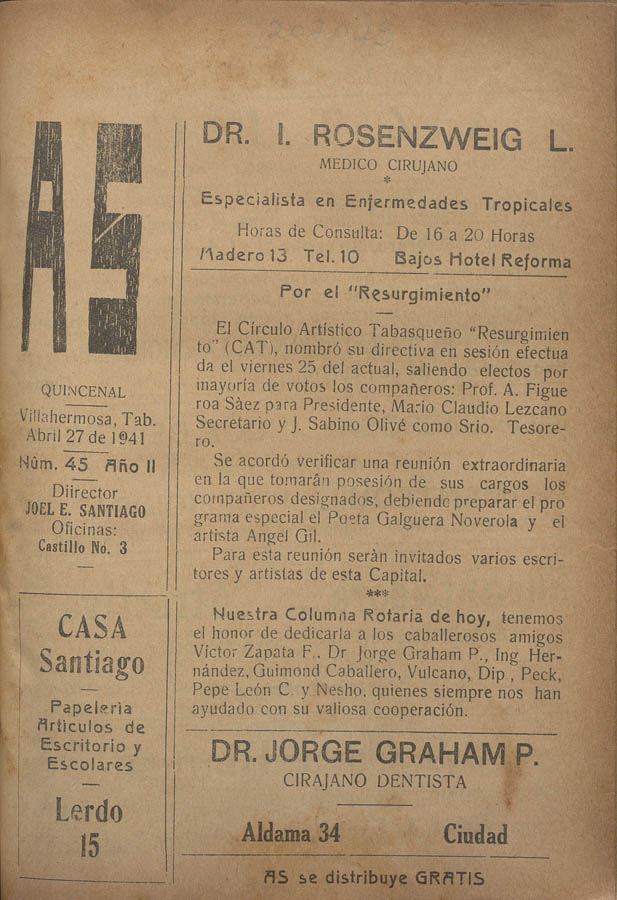 AS
QUINCENAL
Villahermosa, Tab.
Abril 27 de 1941
Núm. 45 Año II
Diirector
JOEL E. SANTIAGO
Oficinas:
Castillo No. 3
CASA
Santiago
Papeleria
Articulos de
Escritorio y
Escolares
Lerdo
15
DR. I. ROSENZWEIG L.
MEDICO CIRUJANO
*
Especialista en Enfermedades Tropicales
Horas de Consulta: De 16 a 20 Horas
Madero 13 Tel. 10 Bajos Hotel Reforma
Por el "Resurgimiento"
El Círculo Artístico Tabasqueño "Resurgimien
to" (CAT), nombró su directiva en sesión efectua
da el viernes 25 del actual, saliendo electos por
mayoría de votos los compañeros: Prof. A. Figue
roa Sàez para Presidente, Mario Claudio Lezcano
Secretario y J. Sabino Olivé como Srio. Tesore-
ro.
Se acordó verificar una reunión extraordinaria
en la que tomaràn posesión de sus cargos los
compañeros designados, debiendo preparar el pro
grama especial el Poeta Galguera Noverola y el
artista Angel Gil.
Para esta reunión seràn invitados varios escri-
tores y artistas de esta Capital.
***
Nuestra Columna Rotaria de hoy, tenemos
el honor de dedicarla a los caballerosos amigos
Víctor Zapata F., Dr Jorge Graham P., Ing Her-
nández, Guimond Caballero, Vulcano, Dip, Peck,
Pepe León C. y Nesho, quienes siempre nos han
ayudado con su valiosa cooperación.
DR. JORGE GRAHAM P.
CIRAJANO DENTISTA
Aldama 34 Ciudad
AS se distribuye GRATIS